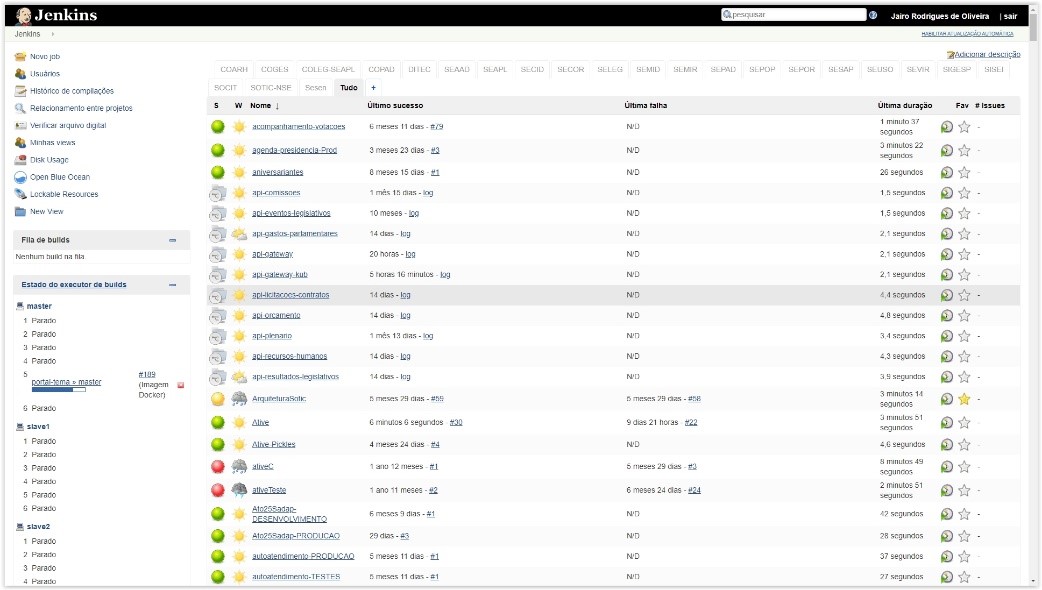 Jenkins
pesquisar
Jairo Rodrigues de Oliveira | sair
Jenkins
HABILITAR ATUALIZAÇÃO AUTOMÁTICA
Novo job
Usuários
Histórico de compilações
Relacionamento entre projetos
Verificar arquivo digital
Minhas views
Disk Usage
Open Blue Ocean
Lockable Resources
New View
Fila de builds
Nenhum build na fila.
Estado do executor de builds
master
1 Parado
2 Parado
3 Parado
4 Parado
5 portal-tema » master #189 (Imagem Docker)
6 Parado
slave1
1 Parado
2 Parado
3 Parado
4 Parado
5 Parado
6 Parado
slave2
1 Parado
2 Parado
3 Parado
4 Parado
Adicionar descrição
COARH COGES COLEG-SEAPL COPAD DITEC SEAAD SEAPL SECID SECOR SELEG SEMID SEMIR SEPAD SEPOP SEPOR SESAP SEUSO SEVIR SIGESP SISEI
SOCIT SOTIC-NSE Sesen Tudo +
S W Nome ↓ Último sucesso Última falha Última duração Fav # Issues
acompanhamento-votacoes 6 meses 11 dias - #79 N/D 1 minuto 37 segundos -
agenda-presidencia-Prod 3 meses 23 dias - #3 N/D 3 minutos 22 segundos -
aniversariantes 8 meses 15 dias - #1 N/D 26 segundos -
api-comissoes 1 mês 15 dias - log N/D 1,5 segundos -
api-eventos-legislativos 10 meses - log N/D 1,5 segundos -
api-gastos-parlamentares 14 dias - log N/D 2,1 segundos -
api-gateway 20 horas - log N/D 2,1 segundos -
api-gateway-kub 5 horas 16 minutos - log N/D 2,1 segundos -
api-licitacoes-contratos 14 dias - log N/D 4,4 segundos -
api-orcamento 14 dias - log N/D 4,8 segundos -
api-plenario 1 mês 13 dias - log N/D 3,4 segundos -
api-recursos-humanos 14 dias - log N/D 4,3 segundos -
api-resultados-legislativos 14 dias - log N/D 3,9 segundos -
ArquiteturaSotic 5 meses 29 dias - #59 5 meses 29 dias - #58 3 minutos 14 segundos -
Ative 6 minutos 6 segundos - #30 9 dias 21 horas - #22 3 minutos 51 segundos -
Ative-Pickles 4 meses 24 dias - #4 N/D 4,6 segundos -
ativeC 1 ano 12 meses - #1 5 meses 29 dias - #3 8 minutos 49 segundos -
ativeTeste 1 ano 11 meses - #2 6 meses 24 dias - #24 2 minutos 51 segundos -
Ato25Sadap-DESENVOLVIMENTO 6 meses 9 dias - #1 N/D 42 segundos -
Ato25Sadap-PRODUCAO 29 dias - #3 N/D 28 segundos -
autoatendimento-PRODUCAO 5 meses 11 dias - #1 N/D 37 segundos -
autoatendimento-TESTES 5 meses 11 dias - #1 N/D 27 segundos -